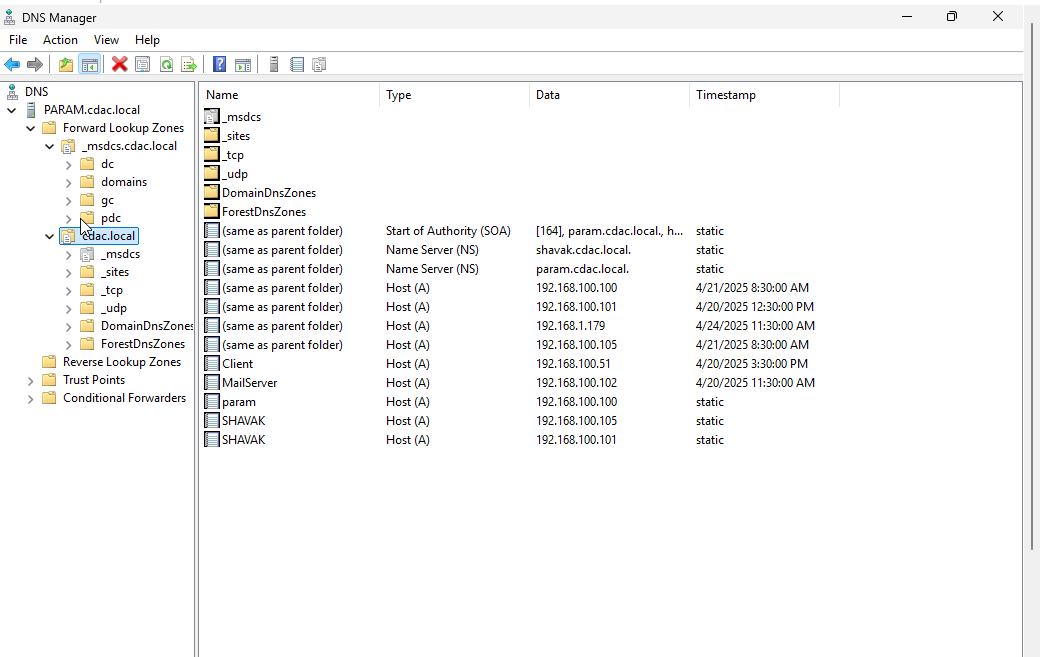 DNS Manager
File Action View Help
DNS
PARAM.cdac.local
Forward Lookup Zones
_msdcs.cdac.local
dc
domains
gc
pdc
cdac.local
_msdcs
_sites
_tcp
_udp
DomainDnsZones
ForestDnsZones
Reverse Lookup Zones
Trust Points
Conditional Forwarders
Name Type Data Timestamp
_msdcs
_sites
_tcp
_udp
DomainDnsZones
ForestDnsZones
(same as parent folder) Start of Authority (SOA) [164], param.cdac.local., h... static
(same as parent folder) Name Server (NS) shavak.cdac.local. static
(same as parent folder) Name Server (NS) param.cdac.local. static
(same as parent folder) Host (A) 192.168.100.100 4/21/2025 8:30:00 AM
(same as parent folder) Host (A) 192.168.100.101 4/20/2025 12:30:00 PM
(same as parent folder) Host (A) 192.168.1.179 4/24/2025 11:30:00 AM
(same as parent folder) Host (A) 192.168.100.105 4/21/2025 8:30:00 AM
Client Host (A) 192.168.100.51 4/20/2025 3:30:00 PM
MailServer Host (A) 192.168.100.102 4/20/2025 11:30:00 AM
param Host (A) 192.168.100.100 static
SHAVAK Host (A) 192.168.100.105 static
SHAVAK Host (A) 192.168.100.101 static